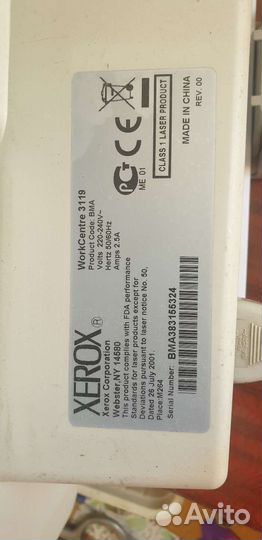 XEROX®
Xerox Corporation
Webster,NY 14580
This product complies with FDA performance
Standards for laser products except for
Deviations pursuant to laser notice No. 50,
Dated 26 July 2001.
Place:M264
Serial Number: BMA383155324
WorkCentre 3119
Product Code: BMA
Volts 220-240V~
Hertz 50/60Hz
Amps 2.5A
PCT
CE
ME 01
CLASS 1 LASER PRODUCT
MADE IN CHINA
REV. 00
Avito